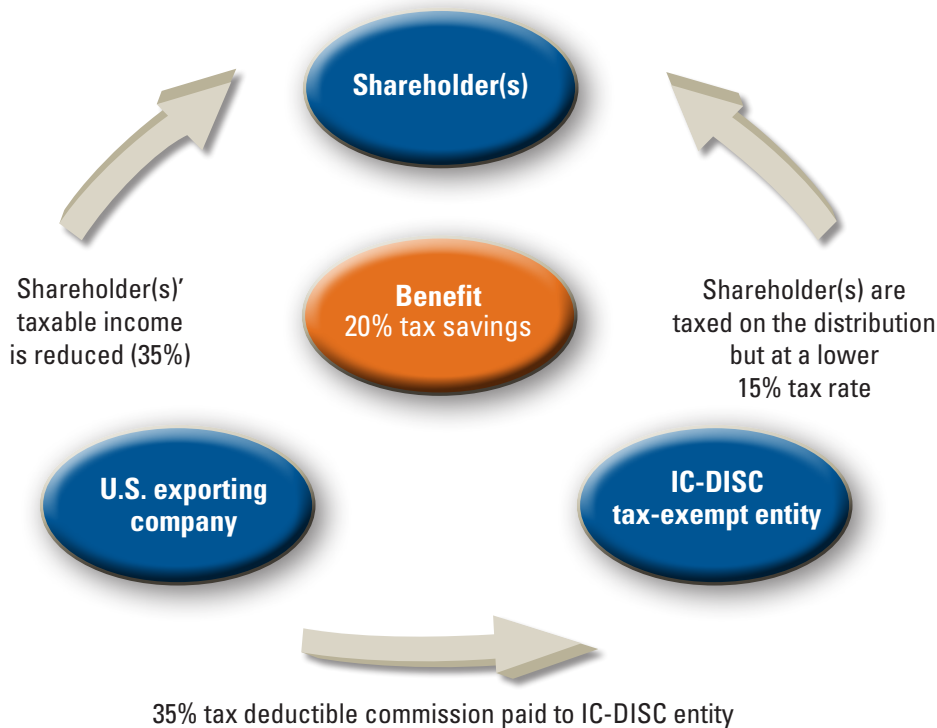 Shareholder(s)
Shareholder(s)’
taxable income
is reduced (35%)
Benefit
20% tax savings
Shareholder(s) are
taxed on the distribution
but at a lower
15% tax rate
U.S. exporting
company
IC-DISC
tax-exempt entity
35% tax deductible commission paid to IC-DISC entity